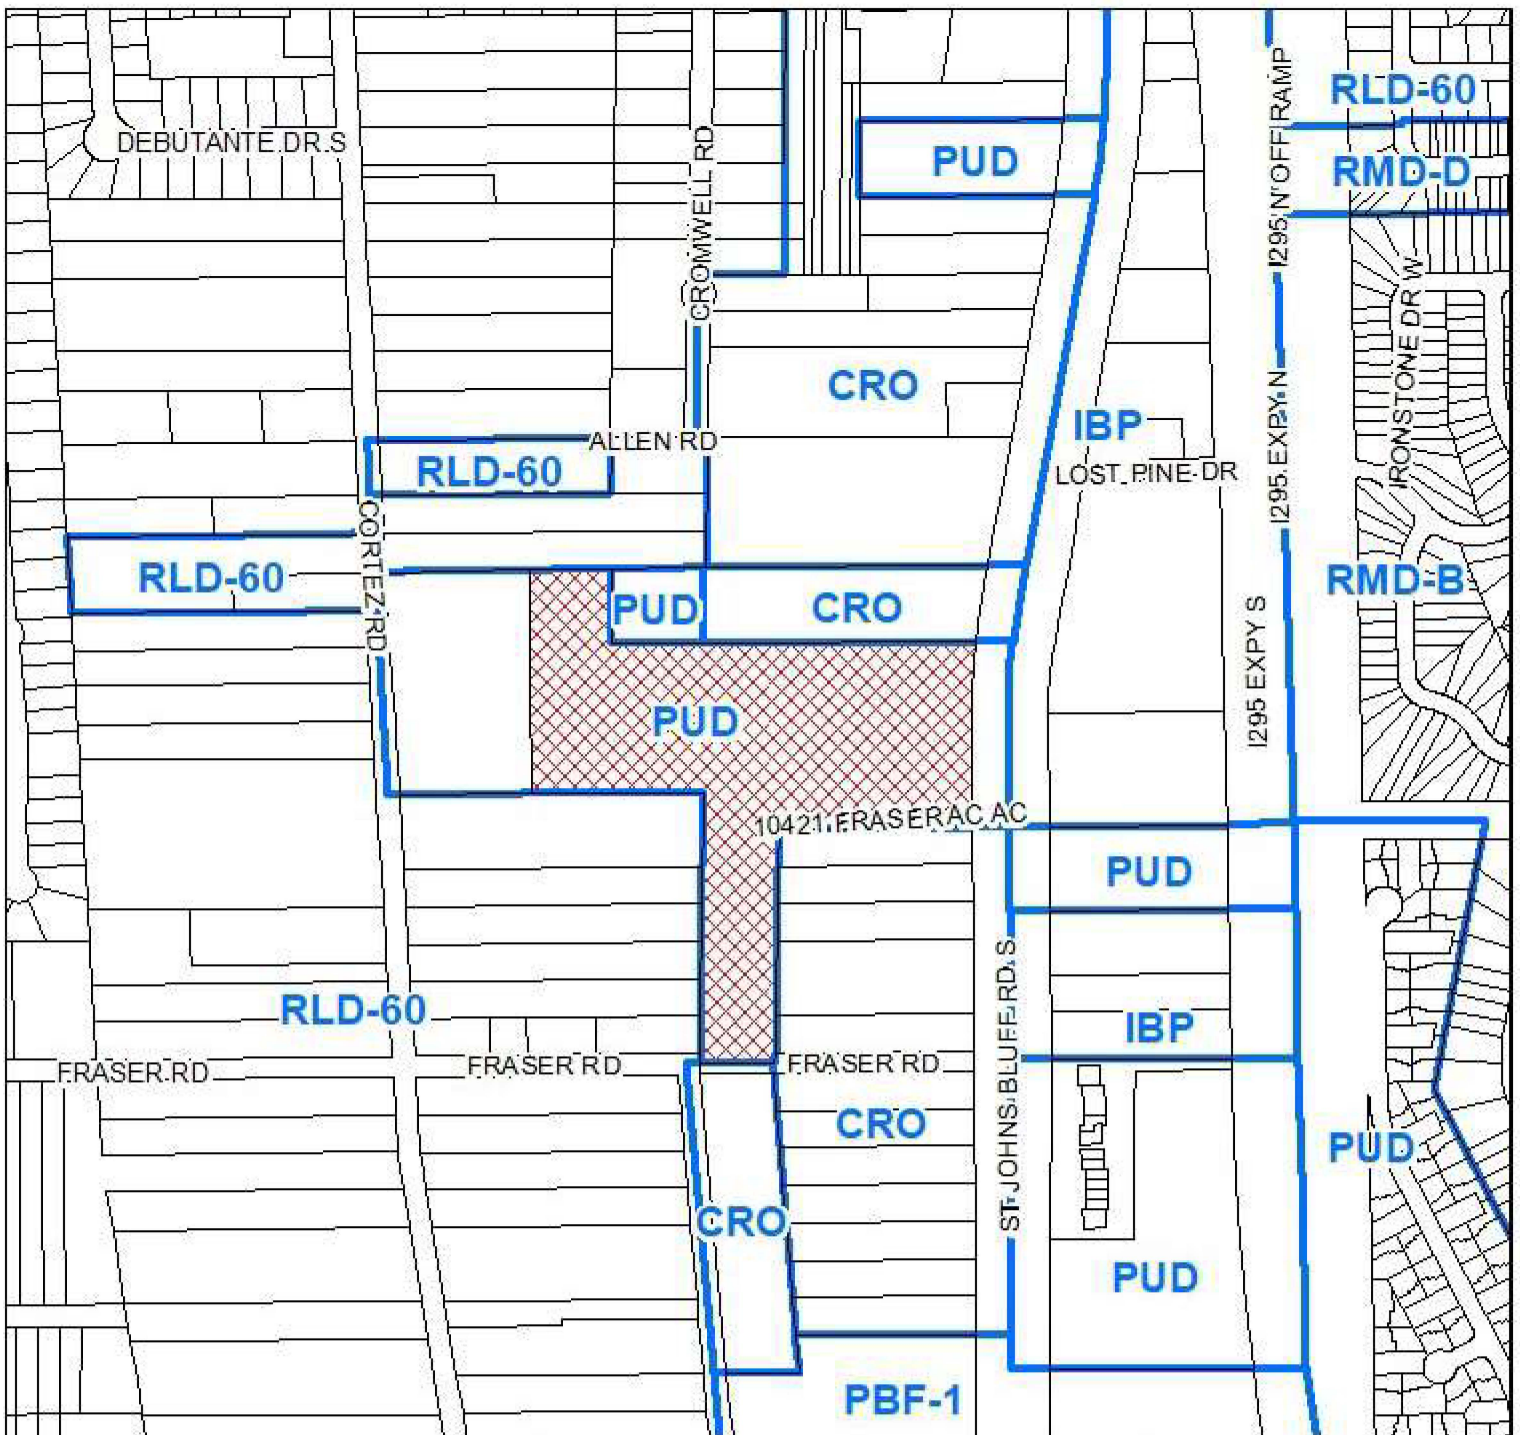 RLD-60
I295 N OFF RAMP
DEBUTANTE DR S
PUD
RMD-D
CROMWELL RD
IRONSTONE DR W
CRO
IBP
ALLEN RD
RLD-60
LOST PINE DR
I295 EXPY N
CORTEZ RD
RLD-60
PUD
CRO
RMD-B
I295 EXPY S
PUD
10421 FRASER AC AC
PUD
RLD-60
IBP
ST JOHNS BLUFF RD S
FRASER RD
FRASER RD
FRASER RD
CRO
PUD
CRO
PUD
PBF-1